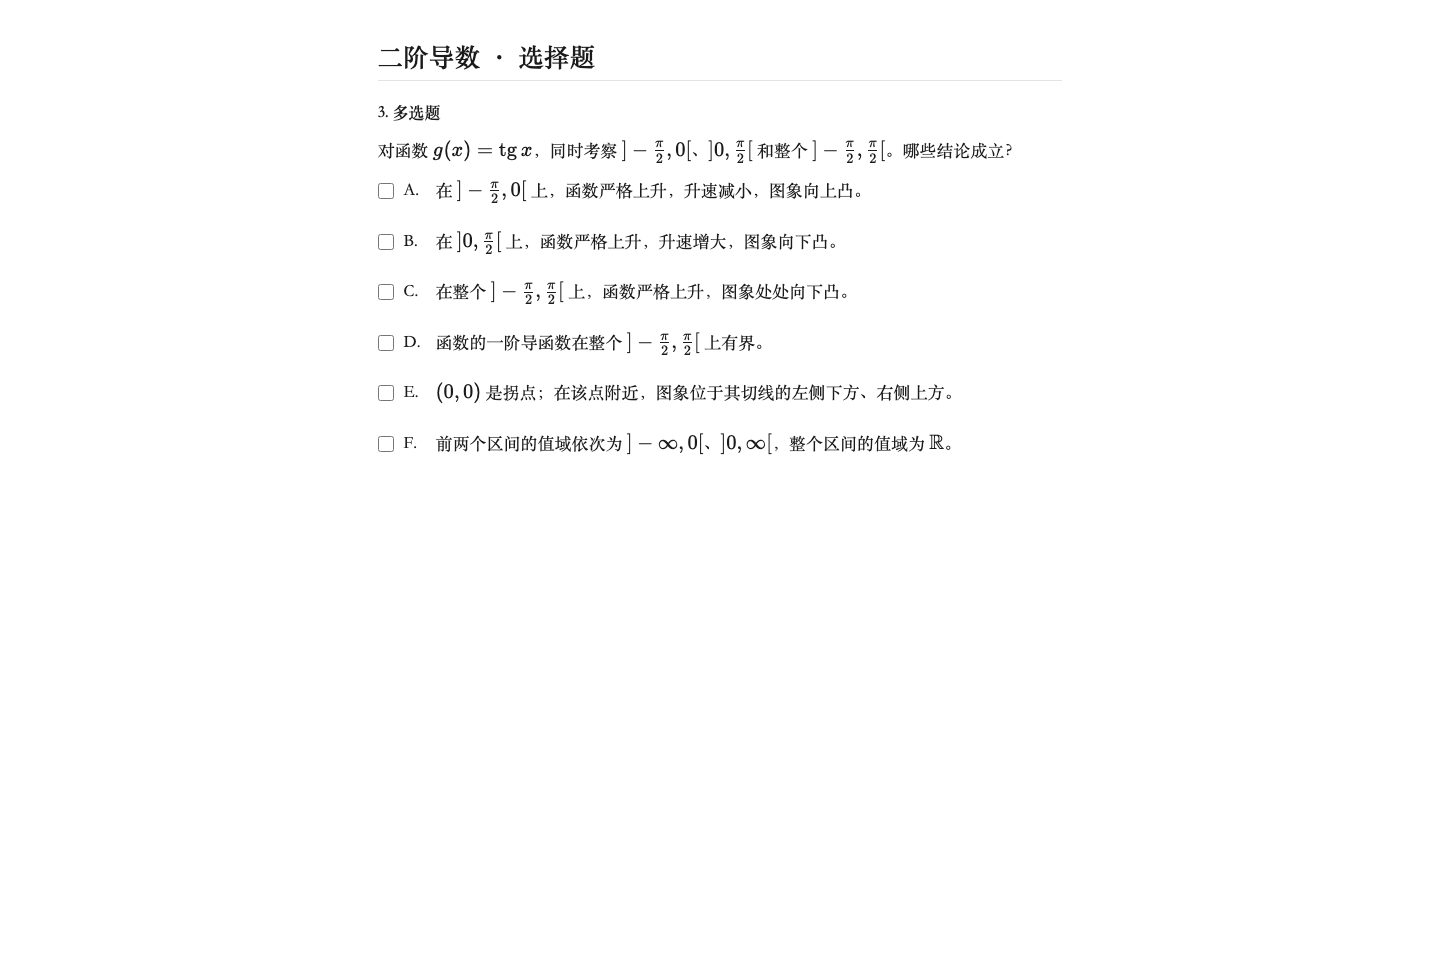 二阶导数 · 选择题
3. 多选题
对函数 g(x) = tg x，同时考察 ] − π/2, 0[、]0, π/2[ 和整个 ] − π/2, π/2[。哪些结论成立？
A. 在 ] − π/2, 0[ 上，函数严格上升，升速减小，图象向上凸。
B. 在 ]0, π/2[ 上，函数严格上升，升速增大，图象向下凸。
C. 在整个 ] − π/2, π/2[ 上，函数严格上升，图象处处向下凸。
D. 函数的一阶导函数在整个 ] − π/2, π/2[ 上有界。
E. (0, 0) 是拐点；在该点附近，图象位于其切线的左侧下方、右侧上方。
F. 前两个区间的值域依次为 ] − ∞, 0[、]0, ∞[，整个区间的值域为 ℝ。